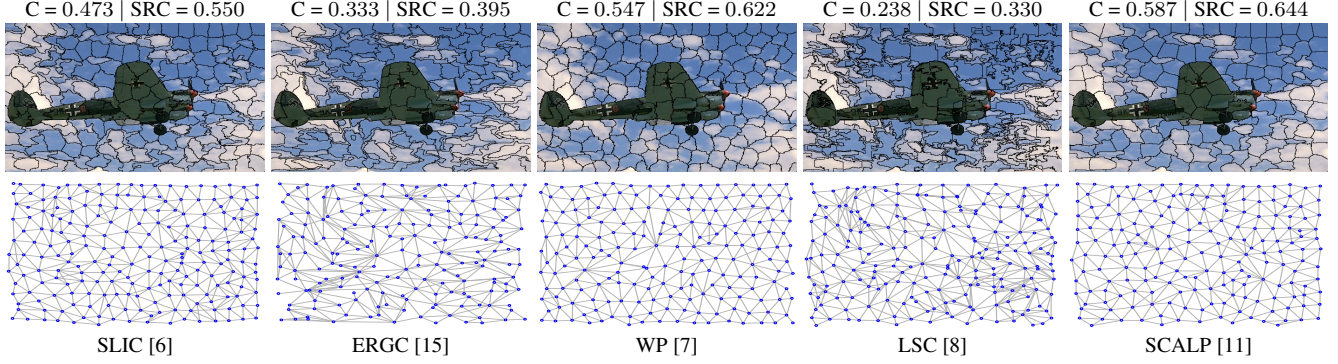 C = 0.473 | SRC = 0.550
C = 0.333 | SRC = 0.395
C = 0.547 | SRC = 0.622
C = 0.238 | SRC = 0.330
C = 0.587 | SRC = 0.644
SLIC [6]
ERGC [15]
WP [7]
LSC [8]
SCALP [11]